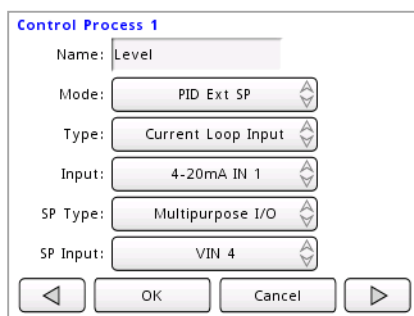 Control Process 1
Name: Level
Mode: PID Ext SP
Type: Current Loop Input
Input: 4-20mA IN 1
SP Type: Multipurpose I/O
SP Input: VIN 4
OK Cancel